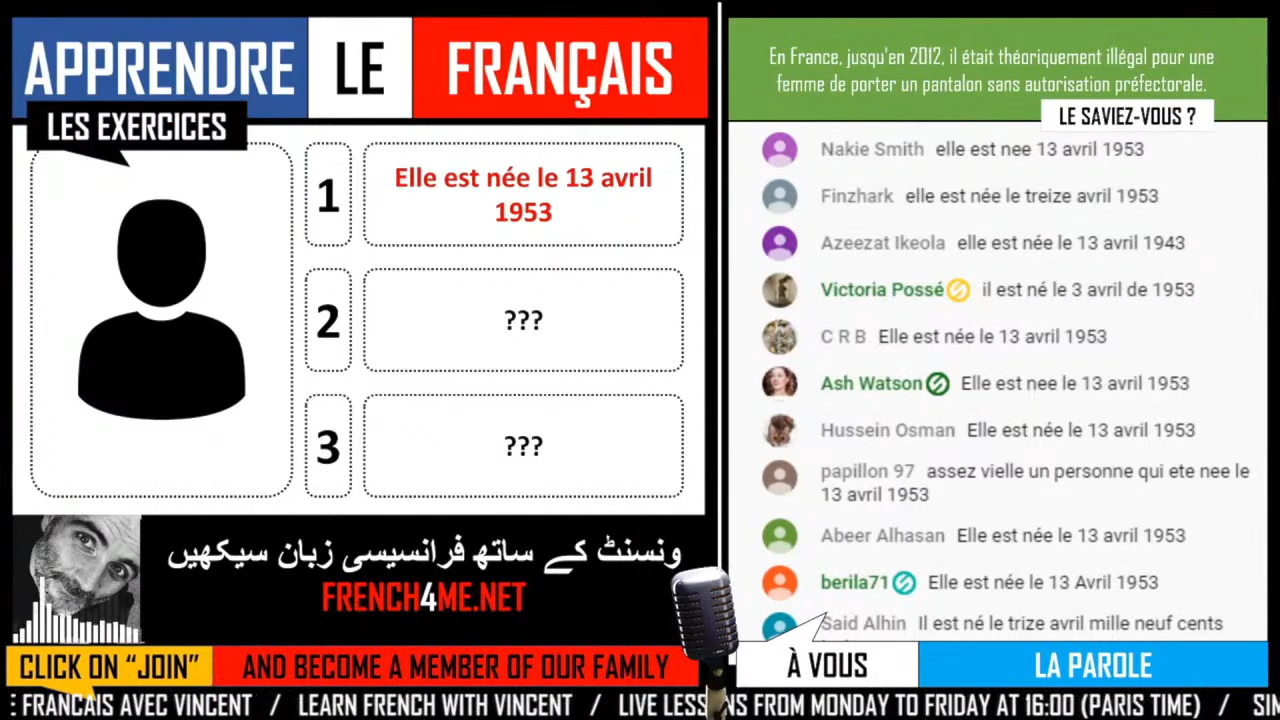 APPRENDRE LE FRANÇAIS
LES EXERCICES
1
Elle est née le 13 avril
1953
2
???
3
???
ونسنٹ کے ساتھ فرانسیسی زبان سیکھیں
FRENCH4ME.NET
CLICK ON “JOIN” AND BECOME A MEMBER OF OUR FAMILY
En France, jusqu'en 2012, il était théoriquement illégal pour une
femme de porter un pantalon sans autorisation préfectorale.
LE SAVIEZ-VOUS ?
Nakie Smith elle est nee 13 avril 1953
Finzhark elle est née le treize avril 1953
Azeezat Ikeola elle est née le 13 avril 1943
Victoria Possé il est né le 3 avril de 1953
C R B Elle est née le 13 avril 1953
Ash Watson Elle est nee le 13 avril 1953
Hussein Osman Elle est née le 13 avril 1953
papillon 97 assez vielle un personne qui ete nee le
13 avril 1953
Abeer Alhasan Elle est née le 13 avril 1953
berila71 Elle est née le 13 Avril 1953
Said Alhin Il est né le trize avril mille neuf cents
À VOUS LA PAROLE
FRANCAIS AVEC VINCENT / LEARN FRENCH WITH VINCENT / LIVE LESSONS FROM MONDAY TO FRIDAY AT 16:00 (PARIS TIME) /